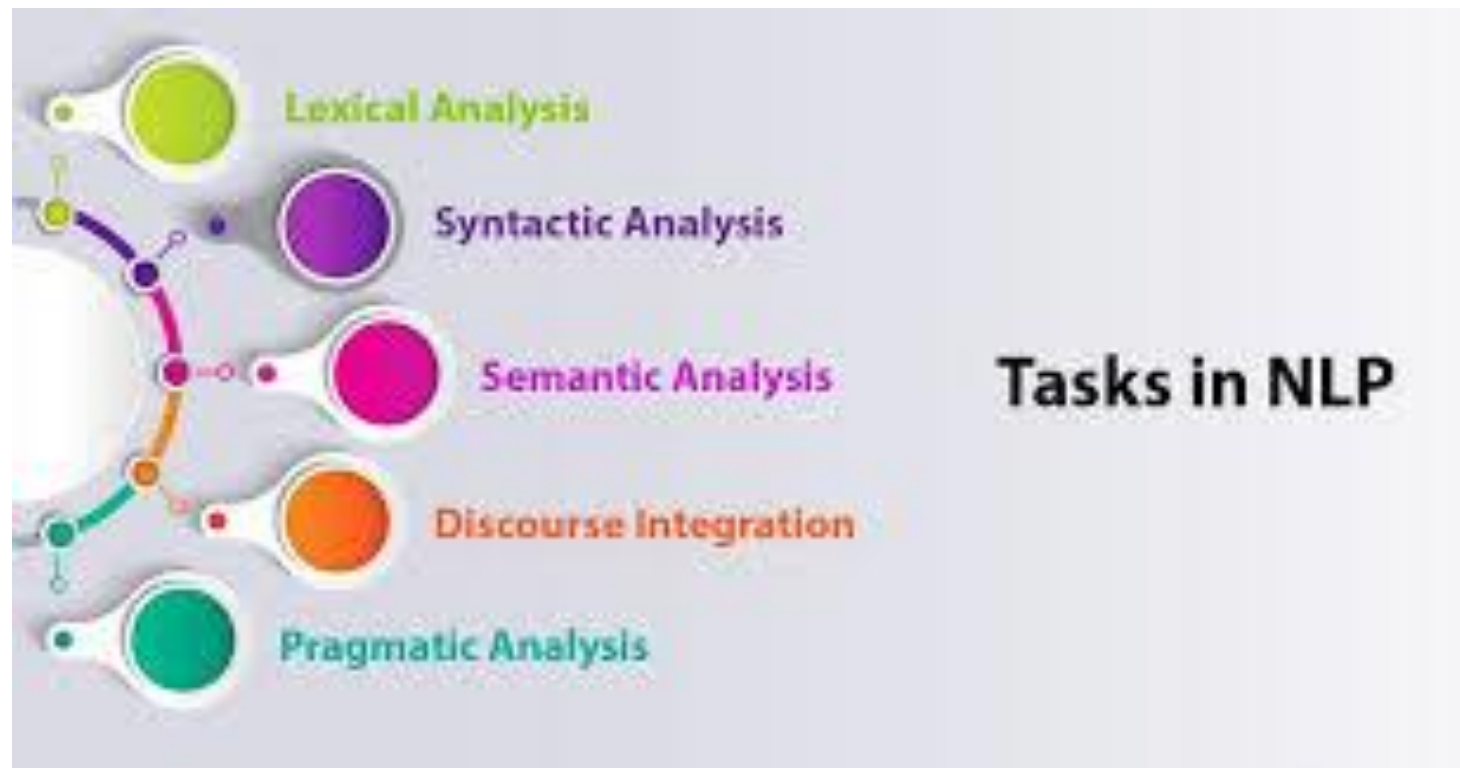 Lexical Analysis
Syntactic Analysis
Semantic Analysis
Tasks in NLP
Discourse Integration
Pragmatic Analysis